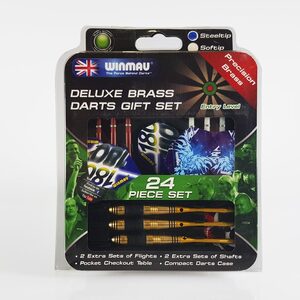 Steeltip
WINMAU
The Force Behind Darts
Softip
Precision
Brass
DELUXE BRASS
DARTS GIFT SET
Entry Level
180
180
24
PIECE SET
• 2 Extra Sets of Flights
• 2 Extra Sets of Shafts
• Pocket Checkout Table
• Compact Darts Case